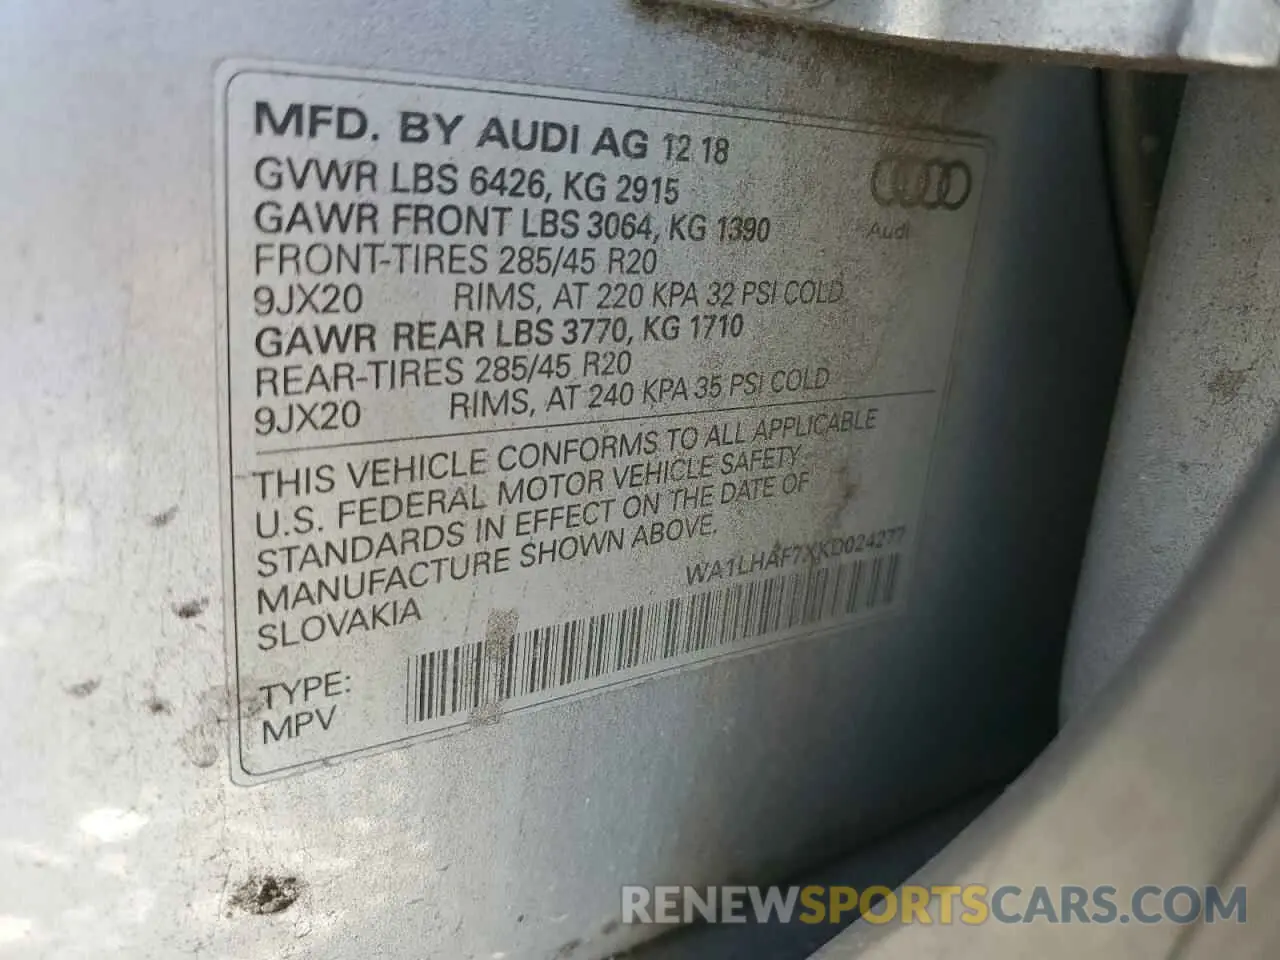 MFD. BY AUDI AG 12 18
GVWR LBS 6426, KG 2915
GAWR FRONT LBS 3064, KG 1390
FRONT-TIRES 285/45 R20
9JX20 RIMS, AT 220 KPA 32 PSI COLD
GAWR REAR LBS 3770, KG 1710
REAR-TIRES 285/45 R20
9JX20 RIMS, AT 240 KPA 35 PSI COLD
Audi
THIS VEHICLE CONFORMS TO ALL APPLICABLE
U.S. FEDERAL MOTOR VEHICLE SAFETY
STANDARDS IN EFFECT ON THE DATE OF
MANUFACTURE SHOWN ABOVE.
SLOVAKIA
WA1LHAF7XKD024277
TYPE:
MPV
RENEWSPORTSCARS.COM